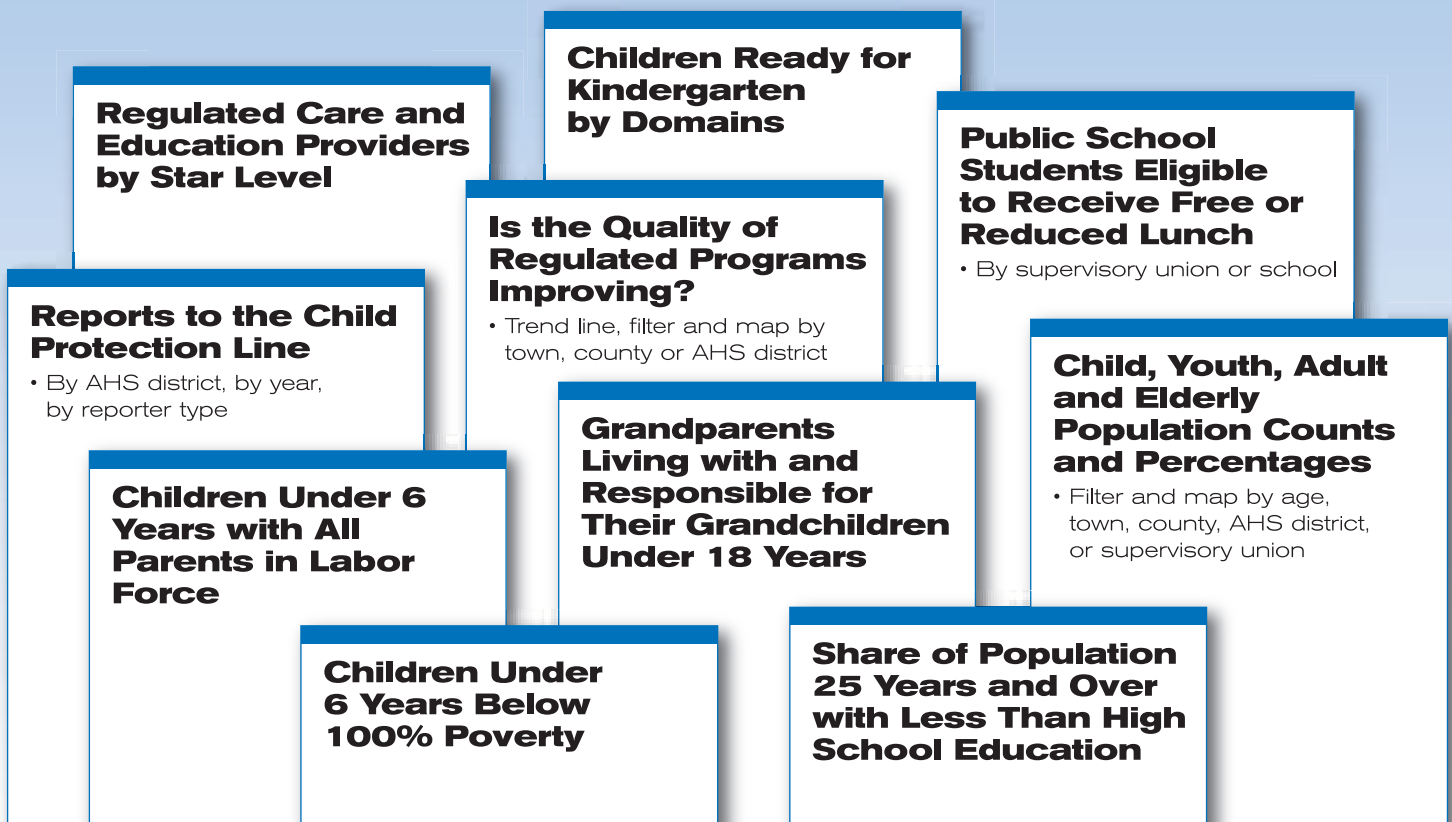 Children Ready for
Kindergarten
by Domains
Regulated Care and
Education Providers
by Star Level
Public School
Students Eligible
to Receive Free or
Reduced Lunch
• By supervisory union or school
Is the Quality of
Regulated Programs
Improving?
• Trend line, filter and map by
town, county or AHS district
Reports to the Child
Protection Line
• By AHS district, by year,
by reporter type
Child, Youth, Adult
and Elderly
Population Counts
and Percentages
• Filter and map by age,
town, county, AHS district,
or supervisory union
Grandparents
Living with and
Responsible for
Their Grandchildren
Under 18 Years
Children Under 6
Years with All
Parents in Labor
Force
Children Under
6 Years Below
100% Poverty
Share of Population
25 Years and Over
with Less Than High
School Education